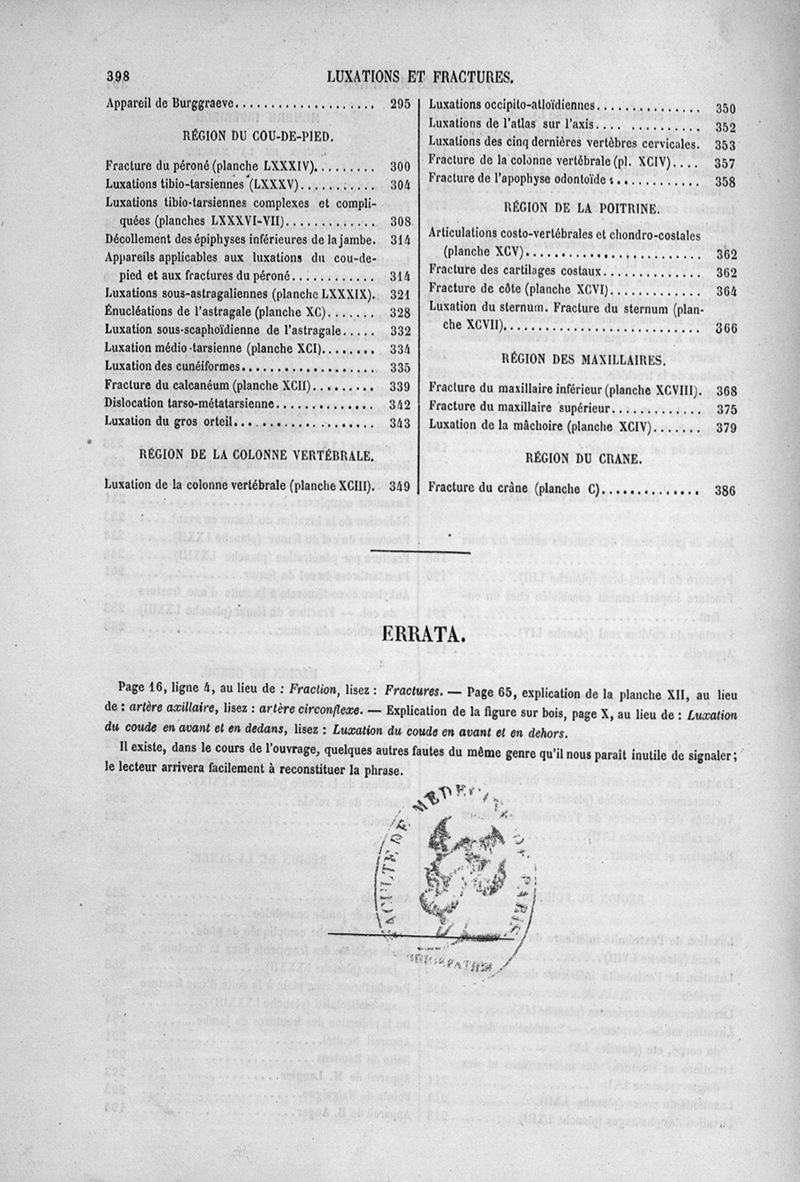 398 LUXATIONS ET FRACTURES.
Appareil de Burggraeve.................... 295
RÉGION DU COU-DE-PIED.
Fracture du péroné (planche LXXXIV)......... 300
Luxations tibio-tarsiennes (LXXXV)........... 304
Luxations tibio-tarsiennes complexes et compli-
quées (planches LXXXVI-VII)............. 308
Décollement des épiphyses inférieures de la jambe. 314
Appareils applicables aux luxations du cou-de-
pied et aux fractures du péroné............ 314
Luxations sous-astragaliennes (planche LXXXIX). 321
Énucléations de l'astragale (planche XC)....... 328
Luxation sous-scaphoïdienne de l'astragale..... 332
Luxation médio-tarsienne (planche XCI)........ 334
Luxation des cunéiformes................... 335
Fracture du calcanéum (planche XCII)......... 339
Dislocation tarso-métatarsienne.............. 342
Luxation du gros orteil.................... 343
RÉGION DE LA COLONNE VERTÉBRALE.
Luxation de la colonne vertébrale (planche XCIII). 349
Luxations occipito-atloïdiennes............... 350
Luxations de l'atlas sur l'axis.... .......... 352
Luxations des cinq dernières vertèbres cervicales. 353
Fracture de la colonne vertébrale (pl. XCIV).... 357
Fracture de l'apophyse odontoïde............. 358
RÉGION DE LA POITRINE.
Articulations costo-vertébrales et chondro-costales
(planche XCV)......................... 362
Fracture des cartilages costaux.............. 362
Fracture de côte (planche XCVI)............. 364
Luxation du sternum. Fracture du sternum (plan-
che XCVII)............................ 366
RÉGION DES MAXILLAIRES.
Fracture du maxillaire inférieur (planche XCVIII). 368
Fracture du maxillaire supérieur............. 375
Luxation de la mâchoire (planche XCIV)....... 379
RÉGION DU CRANE.
Fracture du crâne (planche C).............. 386
ERRATA.
Page 16, ligne 4, au lieu de : Fraction, lisez : Fractures. — Page 65, explication de la planche XII, au lieu
de : artère axillaire, lisez : artère circonflexe. — Explication de la figure sur bois, page X, au lieu de : Luxation
du coude en avant et en dedans, lisez : Luxation du coude en avant et en dehors.
Il existe, dans le cours de l'ouvrage, quelques autres fautes du même genre qu'il nous paraît inutile de signaler;
le lecteur arrivera facilement à reconstituer la phrase.
FACULTE DE MEDECINE DE PARIS